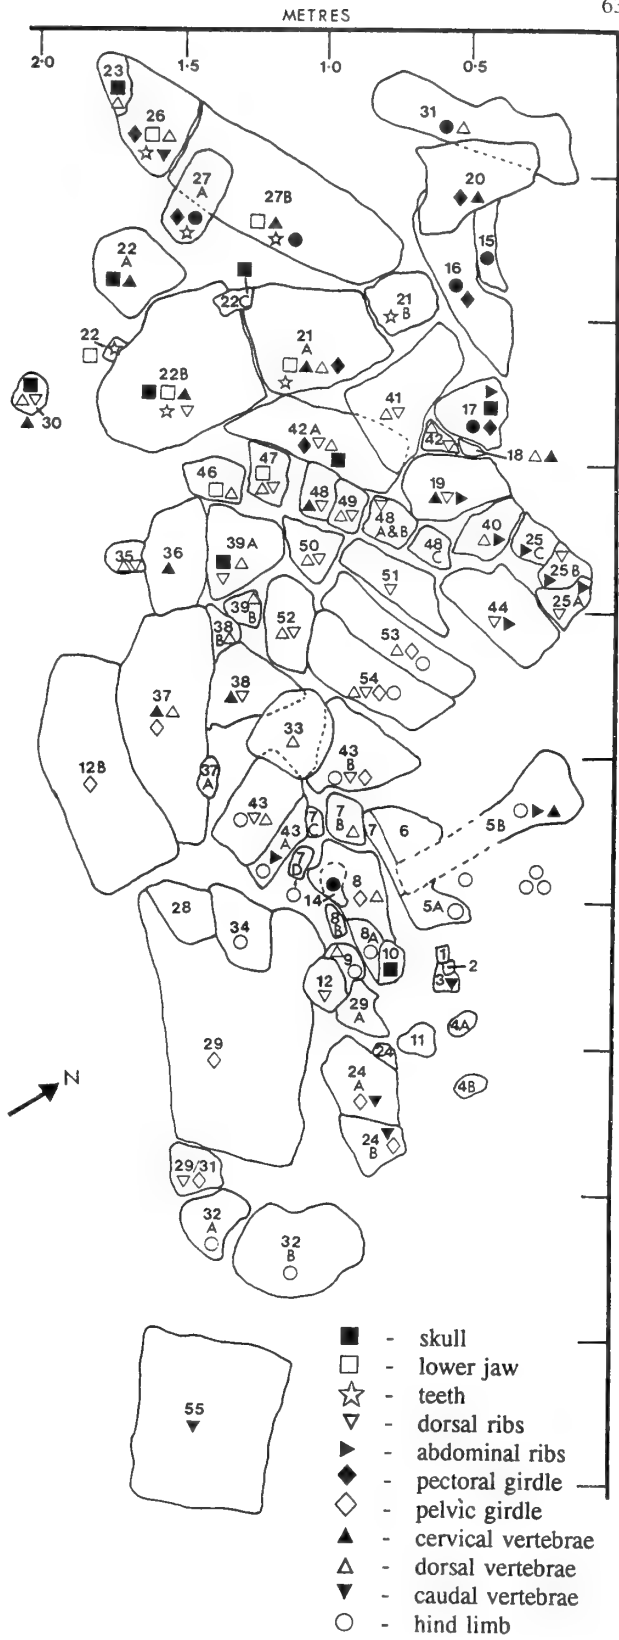 63
METRES
2·0 1·5 1·0 0·5
23
26
31
27 A
27B
20
22 A
15
16
22C
21 B
22
21 A
22B
41
30
17
42A
42
18
46
47
48
49
48 A&B
19
40
25 C
48 C
25 B
35
36
39A
50
51
25A
44
39 B
38 B
52
53
54
37
38
33
12B
37 A
43 B
43
43 A
7 C
7 B
7
6
5B
7 D
14
8
5A
28
34
8 B
8A
10
1
2
3
9
12
29 A
4A
11
24
29
24 A
4B
N
24 B
29/31
32 A
32 B
55
- skull
- lower jaw
- teeth
- dorsal ribs
- abdominal ribs
- pectoral girdle
- pelvic girdle
- cervical vertebrae
- dorsal vertebrae
- caudal vertebrae
- hind limb